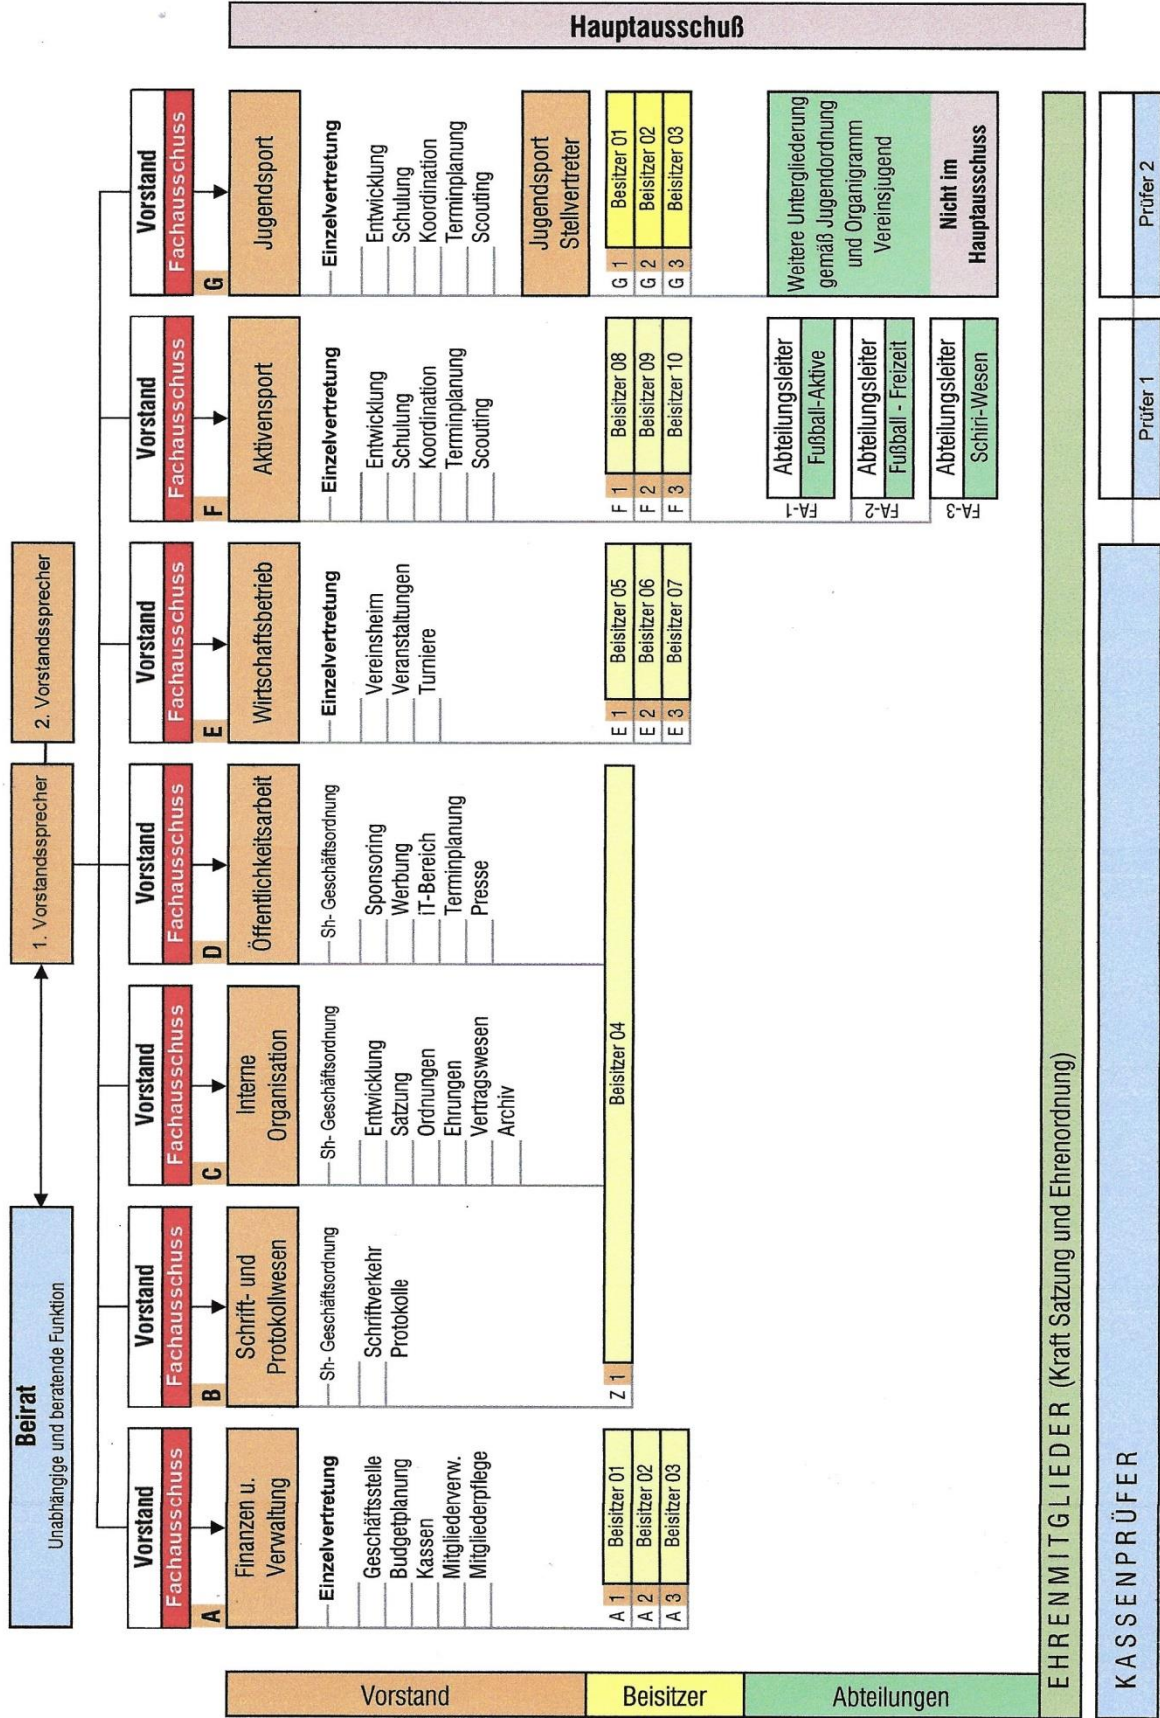 Beirat
Unabhängige und beratende Funktion
1. Vorstandssprecher
2. Vorstandssprecher
Vorstand
Fachausschuss
A
Finanzen u.
Verwaltung
Einzelvertretung
Geschäftsstelle
Budgetplanung
Kassen
Mitgliederverw.
Mitgliederpflege
A 1 Beisitzer 01
A 2 Beisitzer 02
A 3 Beisitzer 03
Vorstand
Fachausschuss
B
Schrift- und
Protokollwesen
Sh- Geschäftsordnung
Schriftverkehr
Protokolle
Z 1 Beisitzer 04
Vorstand
Fachausschuss
C
Interne
Organisation
Sh- Geschäftsordnung
Entwicklung
Satzung
Ordnungen
Ehrungen
Vertragswesen
Archiv
Vorstand
Fachausschuss
D
Öffentlichkeitsarbeit
Sh- Geschäftsordnung
Sponsoring
Werbung
iT-Bereich
Terminplanung
Presse
Vorstand
Fachausschuss
E
Wirtschaftsbetrieb
Einzelvertretung
Vereinsheim
Veranstaltungen
Turniere
E 1 Beisitzer 05
E 2 Beisitzer 06
E 3 Beisitzer 07
Vorstand
Fachausschuss
F
Aktivensport
Einzelvertretung
Entwicklung
Schulung
Koordination
Terminplanung
Scouting
F 1 Beisitzer 08
F 2 Beisitzer 09
F 3 Beisitzer 10
FA-1
Abteilungsleiter
Fußball-Aktive
FA-2
Abteilungsleiter
Fußball - Freizeit
FA-3
Abteilungsleiter
Schiri-Wesen
Vorstand
Fachausschuss
G
Jugendsport
Einzelvertretung
Entwicklung
Schulung
Koordination
Terminplanung
Scouting
Jugendsport
Stellvertreter
G 1 Besitzer 01
G 2 Beisitzer 02
G 3 Beisitzer 03
Weitere Untergliederung
gemäß Jugendordnung
und Organigramm
Vereinsjugend
Nicht im
Hauptausschuss
Hauptausschuß
Vorstand
Beisitzer
Abteilungen
EHRENMITGLIEDER (Kraft Satzung und Ehrenordnung)
KASSENPRÜFER
Prüfer 1
Prüfer 2